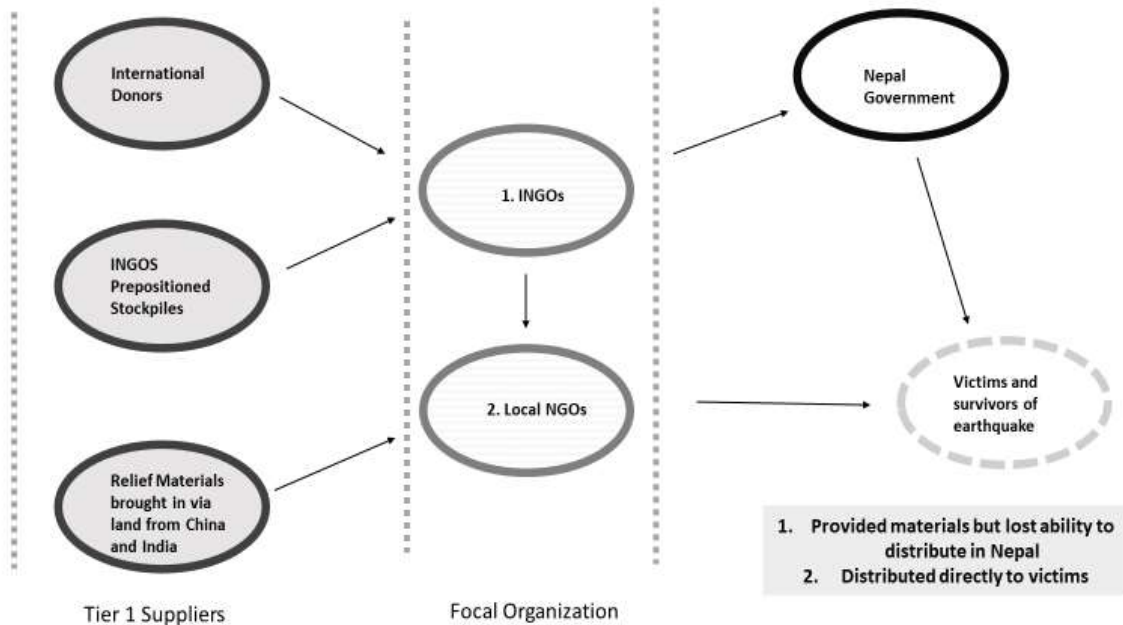 International
Donors
INGOS
Prepositioned
Stockpiles
Relief Materials
brought in via
land from China
and India
Tier 1 Suppliers
1. INGOs
2. Local NGOs
Focal Organization
Nepal
Government
Victims and
survivors of
earthquake
1. Provided materials but lost ability to
distribute in Nepal
2. Distributed directly to victims